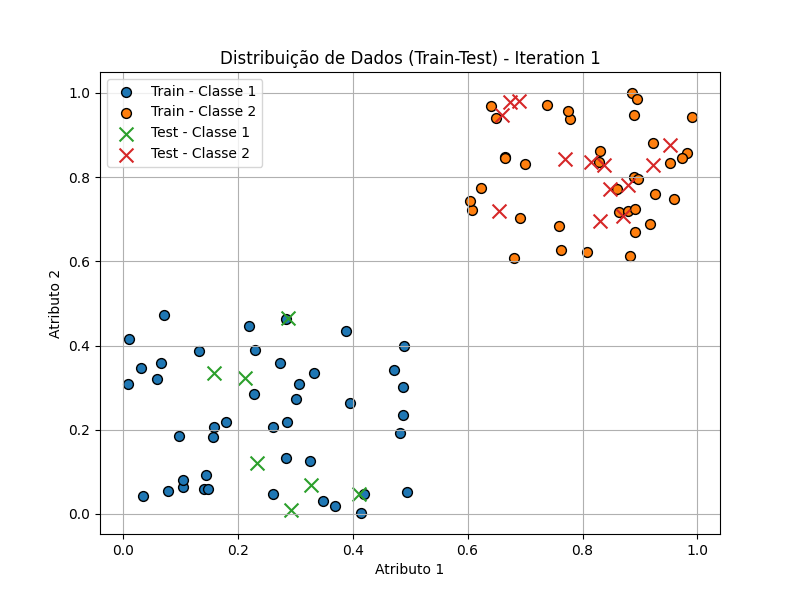 Distribuição de Dados (Train-Test) - Iteration 1
Train - Classe 1
Train - Classe 2
Test - Classe 1
Test - Classe 2
Atributo 2
1.0
0.8
0.6
0.4
0.2
0.0
0.0 0.2 0.4 0.6 0.8 1.0
Atributo 1